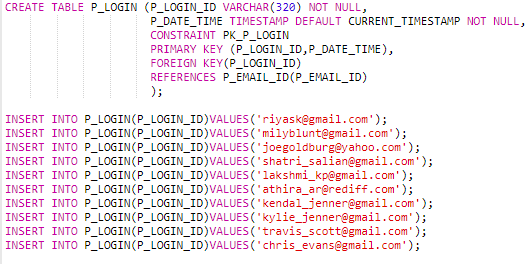 CREATE TABLE P_LOGIN (P_LOGIN_ID VARCHAR(320) NOT NULL,
P_DATE_TIME TIMESTAMP DEFAULT CURRENT_TIMESTAMP NOT NULL,
CONSTRAINT PK_P_LOGIN
PRIMARY KEY (P_LOGIN_ID,P_DATE_TIME),
FOREIGN KEY(P_LOGIN_ID)
REFERENCES P_EMAIL_ID(P_EMAIL_ID)
);
INSERT INTO P_LOGIN(P_LOGIN_ID)VALUES('riyask@gmail.com');
INSERT INTO P_LOGIN(P_LOGIN_ID)VALUES('milyblunt@gmail.com');
INSERT INTO P_LOGIN(P_LOGIN_ID)VALUES('joegoldburg@yahoo.com');
INSERT INTO P_LOGIN(P_LOGIN_ID)VALUES('shatri_salian@gmail.com');
INSERT INTO P_LOGIN(P_LOGIN_ID)VALUES('lakshmi_kp@gmail.com');
INSERT INTO P_LOGIN(P_LOGIN_ID)VALUES('athira_ar@rediff.com');
INSERT INTO P_LOGIN(P_LOGIN_ID)VALUES('kendal_jenner@gmail.com');
INSERT INTO P_LOGIN(P_LOGIN_ID)VALUES('kylie_jenner@gmail.com');
INSERT INTO P_LOGIN(P_LOGIN_ID)VALUES('travis_scott@gmail.com');
INSERT INTO P_LOGIN(P_LOGIN_ID)VALUES('chris_evans@gmail.com');